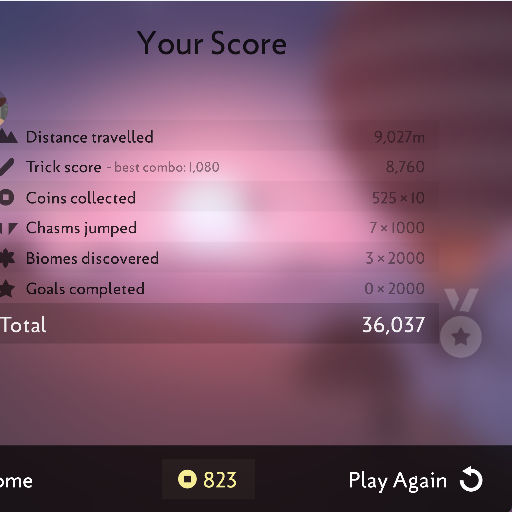 Your Score
Distance travelled 9,027m
Trick score - best combo: 1,080 8,760
Coins collected 525 × 10
Chasms jumped 7 × 1000
Biomes discovered 3 × 2000
Goals completed 0 × 2000
Total 36,037
ome 823 Play Again